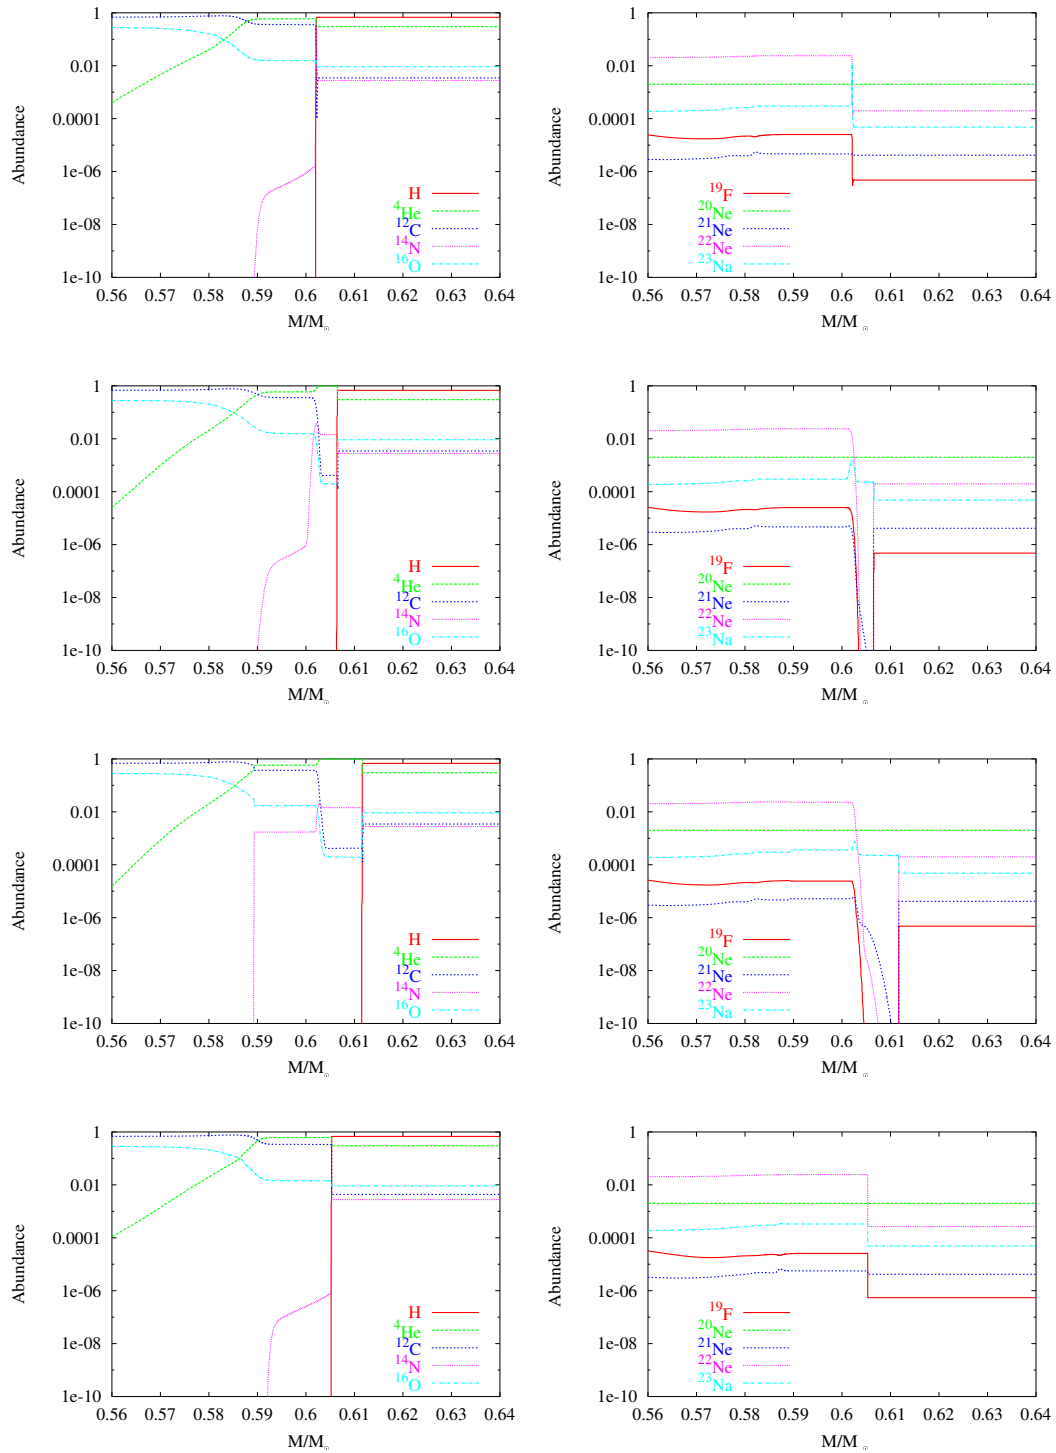 1
0.01
0.0001
1e-06
1e-08
1e-10
0.56 0.57 0.58 0.59 0.6 0.61 0.62 0.63 0.64
Abundance
M/M☉
H
⁴He
¹²C
¹⁴N
¹⁶O
1
0.01
0.0001
1e-06
1e-08
1e-10
0.56 0.57 0.58 0.59 0.6 0.61 0.62 0.63 0.64
Abundance
M/M☉
¹⁹F
²⁰Ne
²¹Ne
²²Ne
²³Na
1
0.01
0.0001
1e-06
1e-08
1e-10
0.56 0.57 0.58 0.59 0.6 0.61 0.62 0.63 0.64
Abundance
M/M☉
H
⁴He
¹²C
¹⁴N
¹⁶O
1
0.01
0.0001
1e-06
1e-08
1e-10
0.56 0.57 0.58 0.59 0.6 0.61 0.62 0.63 0.64
Abundance
M/M☉
¹⁹F
²⁰Ne
²¹Ne
²²Ne
²³Na
1
0.01
0.0001
1e-06
1e-08
1e-10
0.56 0.57 0.58 0.59 0.6 0.61 0.62 0.63 0.64
Abundance
M/M☉
H
⁴He
¹²C
¹⁴N
¹⁶O
1
0.01
0.0001
1e-06
1e-08
1e-10
0.56 0.57 0.58 0.59 0.6 0.61 0.62 0.63 0.64
Abundance
M/M☉
¹⁹F
²⁰Ne
²¹Ne
²²Ne
²³Na
1
0.01
0.0001
1e-06
1e-08
1e-10
0.56 0.57 0.58 0.59 0.6 0.61 0.62 0.63 0.64
Abundance
M/M☉
H
⁴He
¹²C
¹⁴N
¹⁶O
1
0.01
0.0001
1e-06
1e-08
1e-10
0.56 0.57 0.58 0.59 0.6 0.61 0.62 0.63 0.64
Abundance
M/M☉
¹⁹F
²⁰Ne
²¹Ne
²²Ne
²³Na